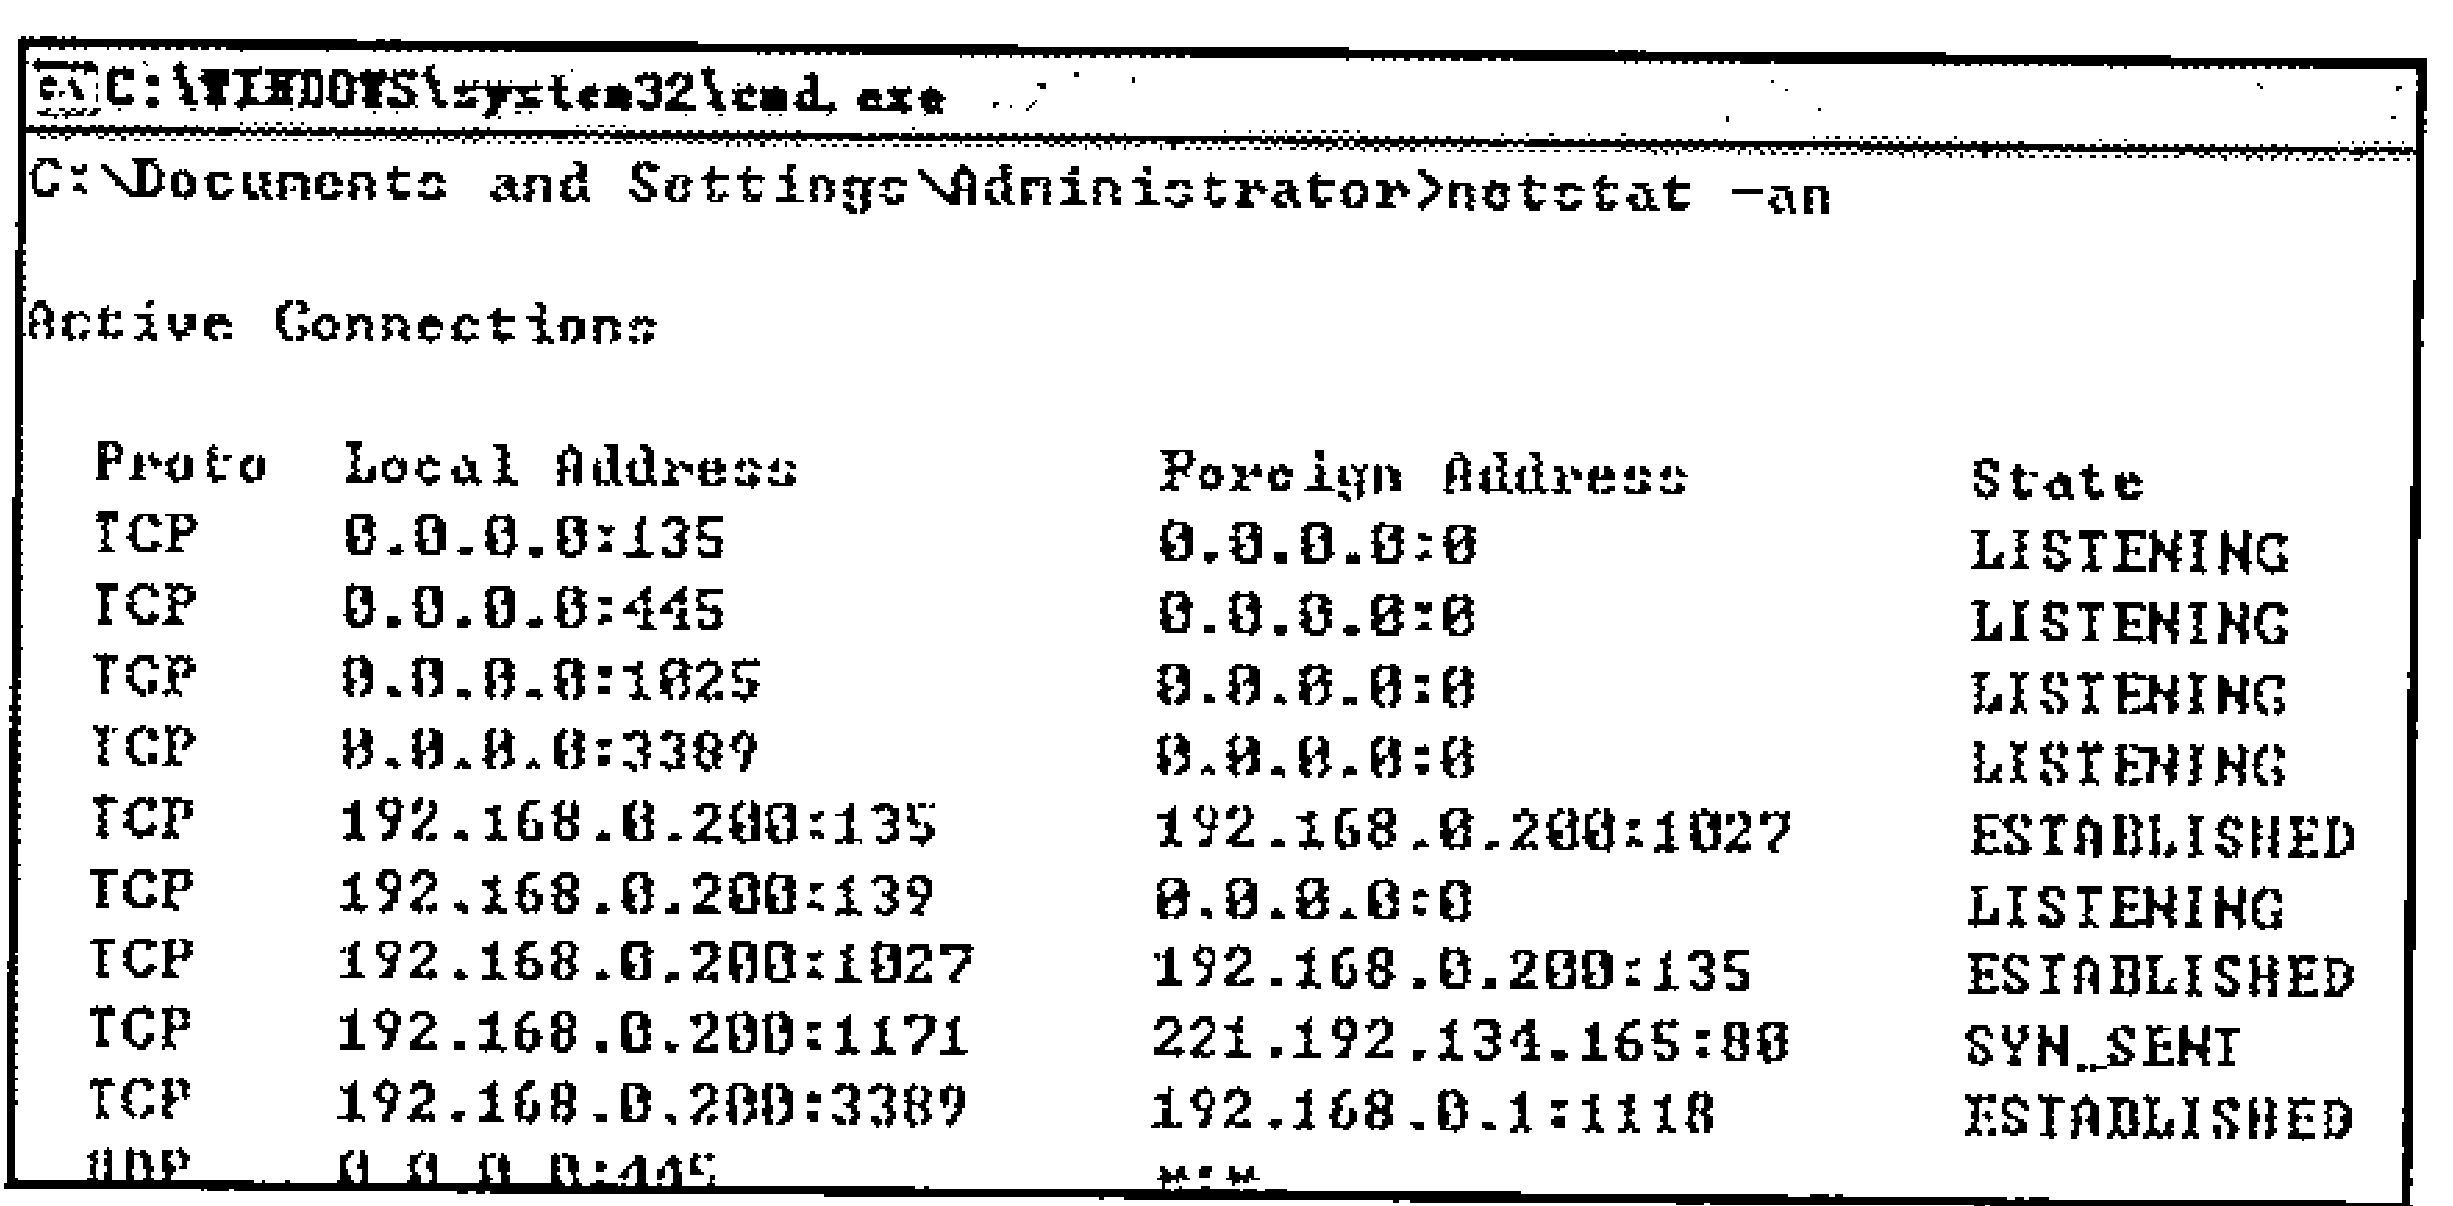 C:\WINDOWS\system32\cmd.exe
C:\Documents and Settings\Administrator>netstat -an
Active Connections
Proto Local Address Foreign Address State
TCP 0.0.0.0:135 0.0.0.0:0 LISTENING
TCP 0.0.0.0:445 0.0.0.0:0 LISTENING
TCP 0.0.0.0:1025 0.0.0.0:0 LISTENING
TCP 0.0.0.0:3389 0.0.0.0:0 LISTENING
TCP 192.168.0.200:135 192.168.0.200:1027 ESTABLISHED
TCP 192.168.0.200:139 0.0.0.0:0 LISTENING
TCP 192.168.0.200:1027 192.168.0.200:135 ESTABLISHED
TCP 192.168.0.200:1171 221.192.134.165:80 SYN_SENT
TCP 192.168.0.200:3389 192.168.0.1:1118 ESTABLISHED
UDP 0.0.0.0:445 *:*